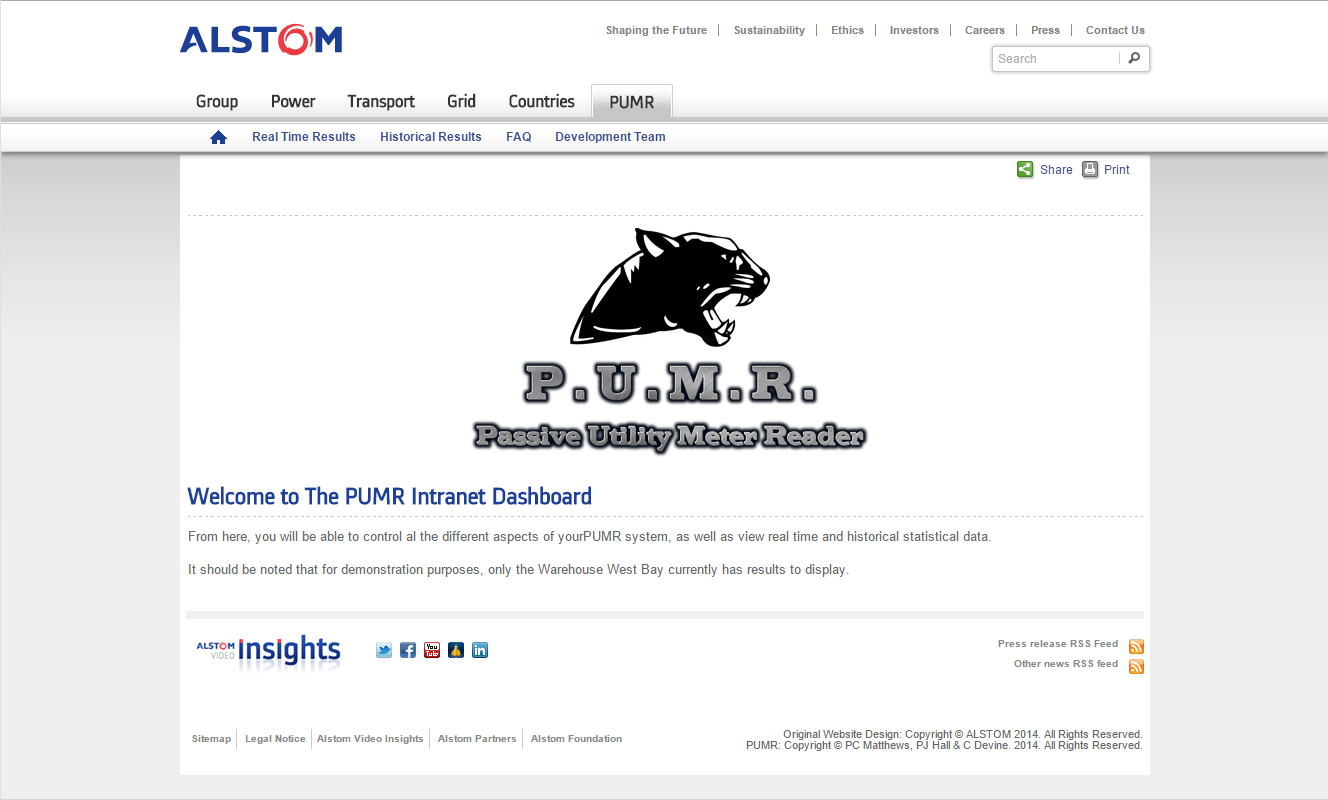 ALSTOM
Shaping the Future Sustainability Ethics Investors Careers Press Contact Us
Search
Group Power Transport Grid Countries PUMR
Real Time Results Historical Results FAQ Development Team
Share Print
P.U.M.R.
Passive Utility Meter Reader
Welcome to The PUMR Intranet Dashboard
From here, you will be able to control al the different aspects of yourPUMR system, as well as view real time and historical statistical data.
It should be noted that for demonstration purposes, only the Warehouse West Bay currently has results to display.
ALSTOM
VIDEO
insights
You
Tube
in
Press release RSS Feed
Other news RSS feed
Sitemap Legal Notice Alstom Video Insights Alstom Partners Alstom Foundation
Original Website Design: Copyright © ALSTOM 2014. All Rights Reserved.
PUMR: Copyright © PC Matthews, PJ Hall & C Devine. 2014. All Rights Reserved.